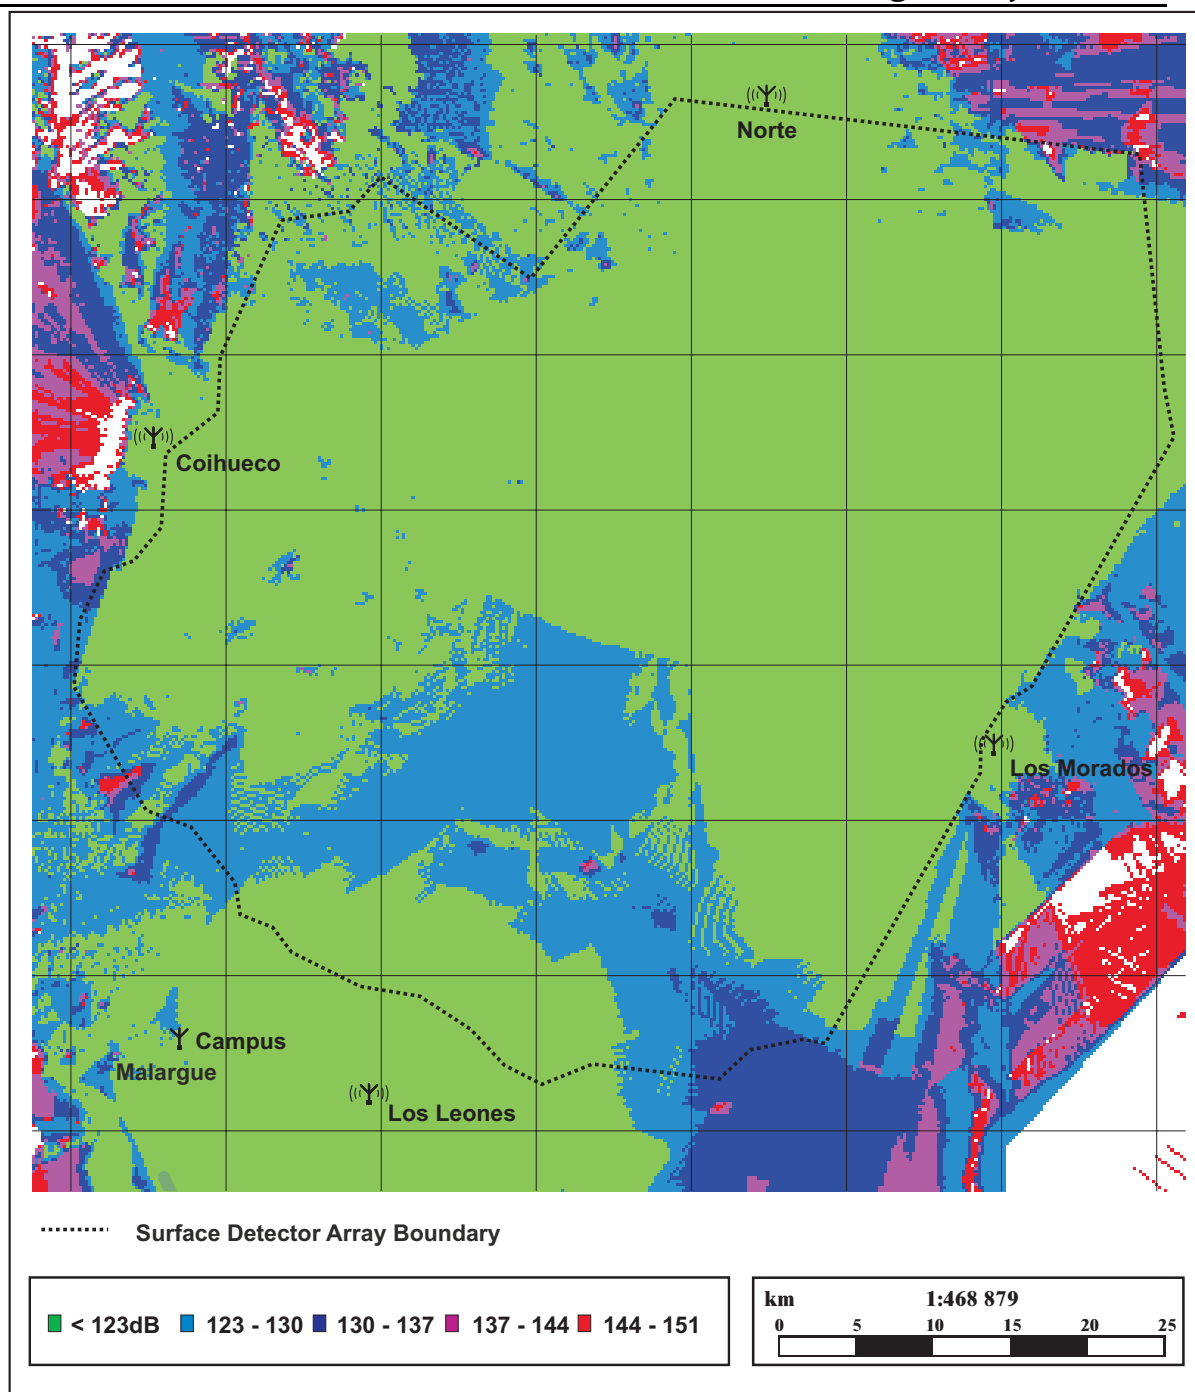 Norte
Coihueco
Los Morados
Campus
Malargue
Los Leones
Surface Detector Array Boundary
< 123dB 123 - 130 130 - 137 137 - 144 144 - 151
km 1:468 879
0 5 10 15 20 25